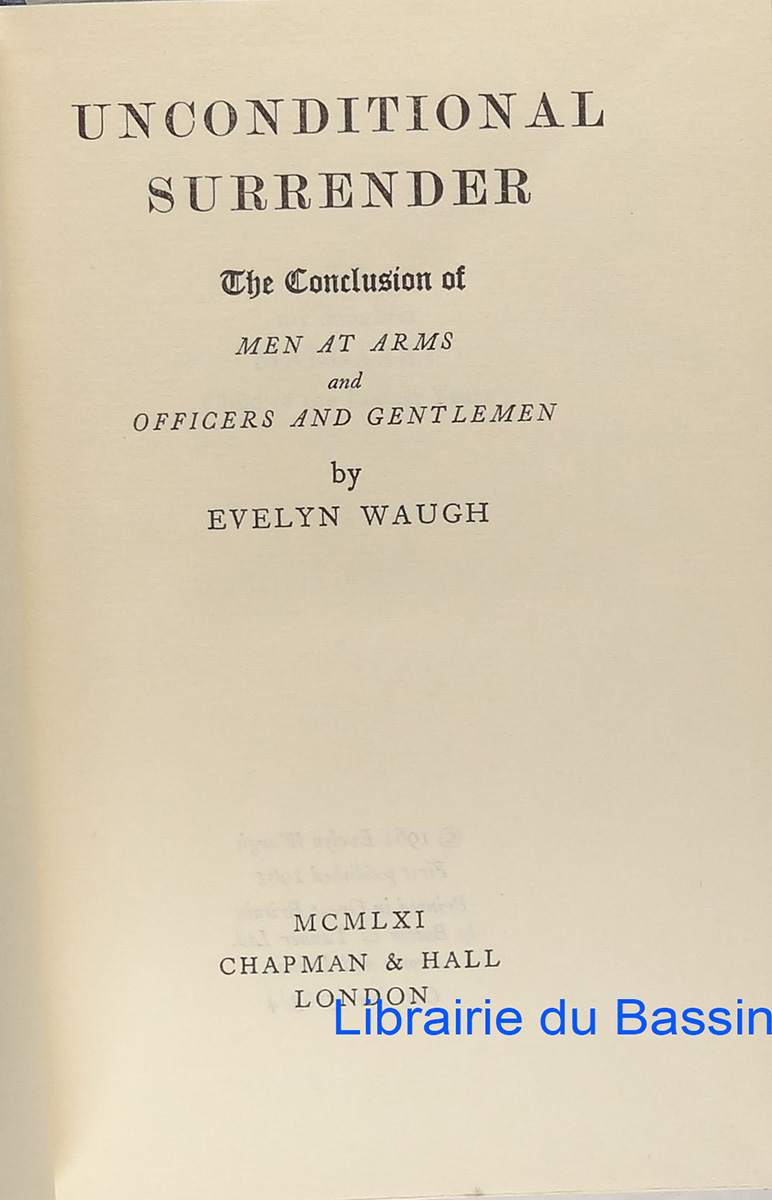 UNCONDITIONAL
SURRENDER
The Conclusion of
MEN AT ARMS
and
OFFICERS AND GENTLEMEN
by
EVELYN WAUGH
MCMLXI
CHAPMAN & HALL
LONDON
Librairie du Bassin